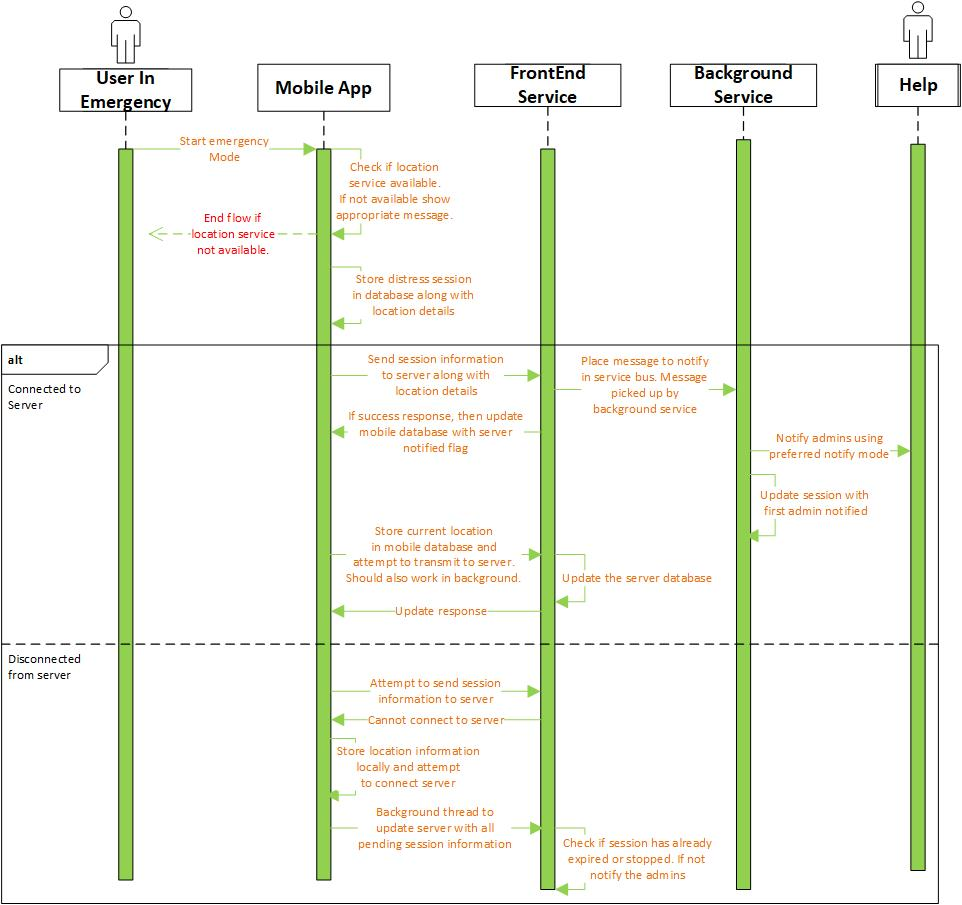 User In
Emergency
Mobile App
FrontEnd
Service
Background
Service
Help
Start emergency
Mode
Check if location
service available.
If not available show
appropriate message.
End flow if
location service
not available.
Store distress session
in database along with
location details
alt
Connected to
Server
Send session information
to server along with
location details
Place message to notify
in service bus. Message
picked up by
background service
If success response, then update
mobile database with server
notified flag
Notify admins using
preferred notify mode
Update session with
first admin notified
Store current location
in mobile database and
attempt to transmit to server.
Should also work in background.
Update the server database
Update response
Disconnected
from server
Attempt to send session
information to server
Cannot connect to server
Store location information
locally and attempt
to connect server
Background thread to
update server with all
pending session information
Check if session has already
expired or stopped. If not
notify the admins